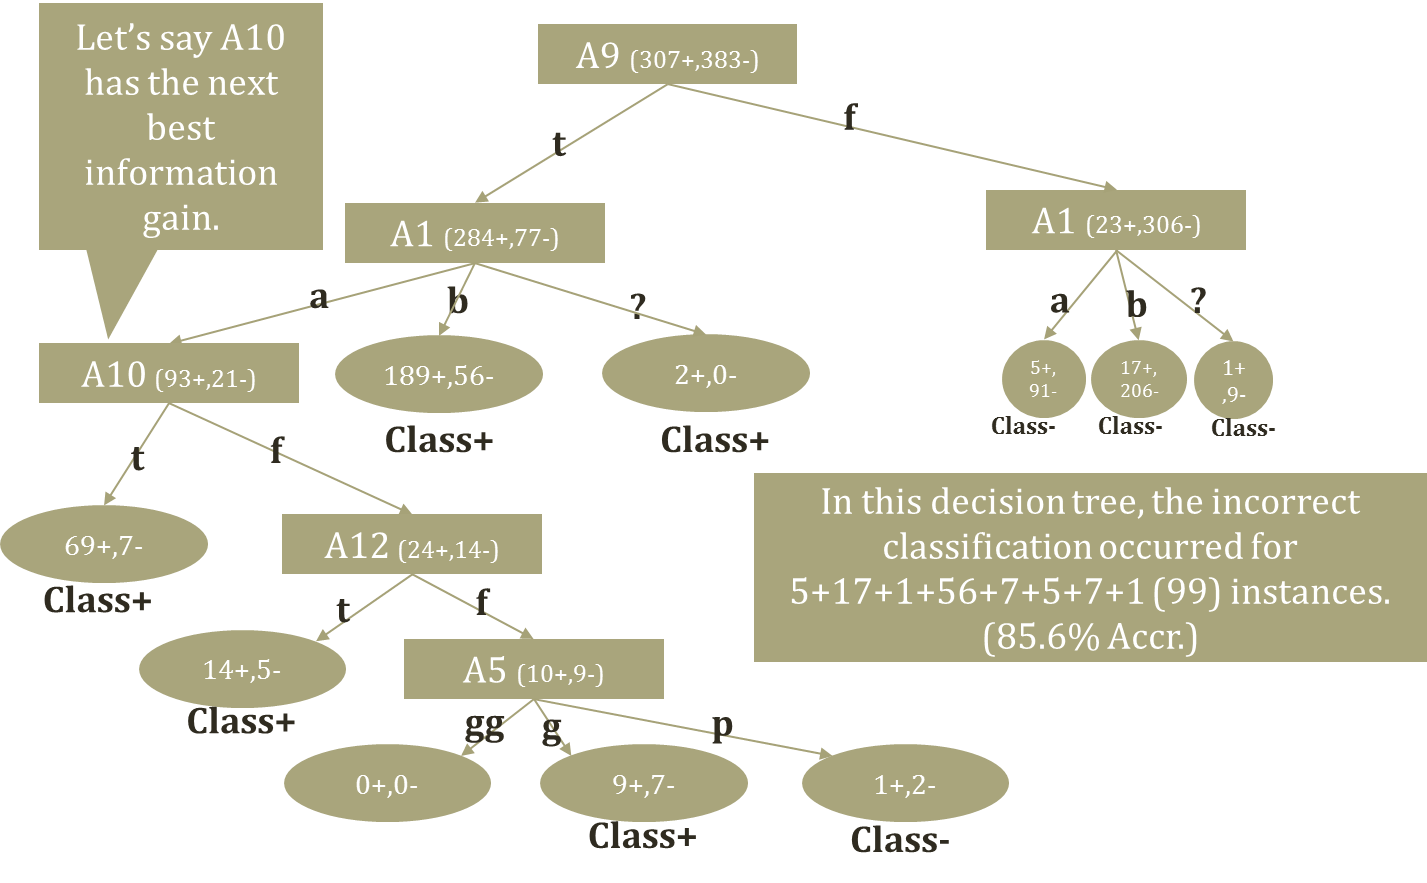 Let's say A10
has the next
best
information
gain.
A9 (307+,383-)
t
f
A1 (284+,77-)
A1 (23+,306-)
a
b
?
a
b
?
A10 (93+,21-)
189+,56-
Class+
2+,0-
Class+
5+,
91-
Class-
17+,
206-
Class-
1+
,9-
Class-
t
f
69+,7-
Class+
A12 (24+,14-)
In this decision tree, the incorrect
classification occurred for
5+17+1+56+7+5+7+1 (99) instances.
(85.6% Accr.)
t
f
14+,5-
Class+
A5 (10+,9-)
gg
g
p
0+,0-
9+,7-
Class+
1+,2-
Class-